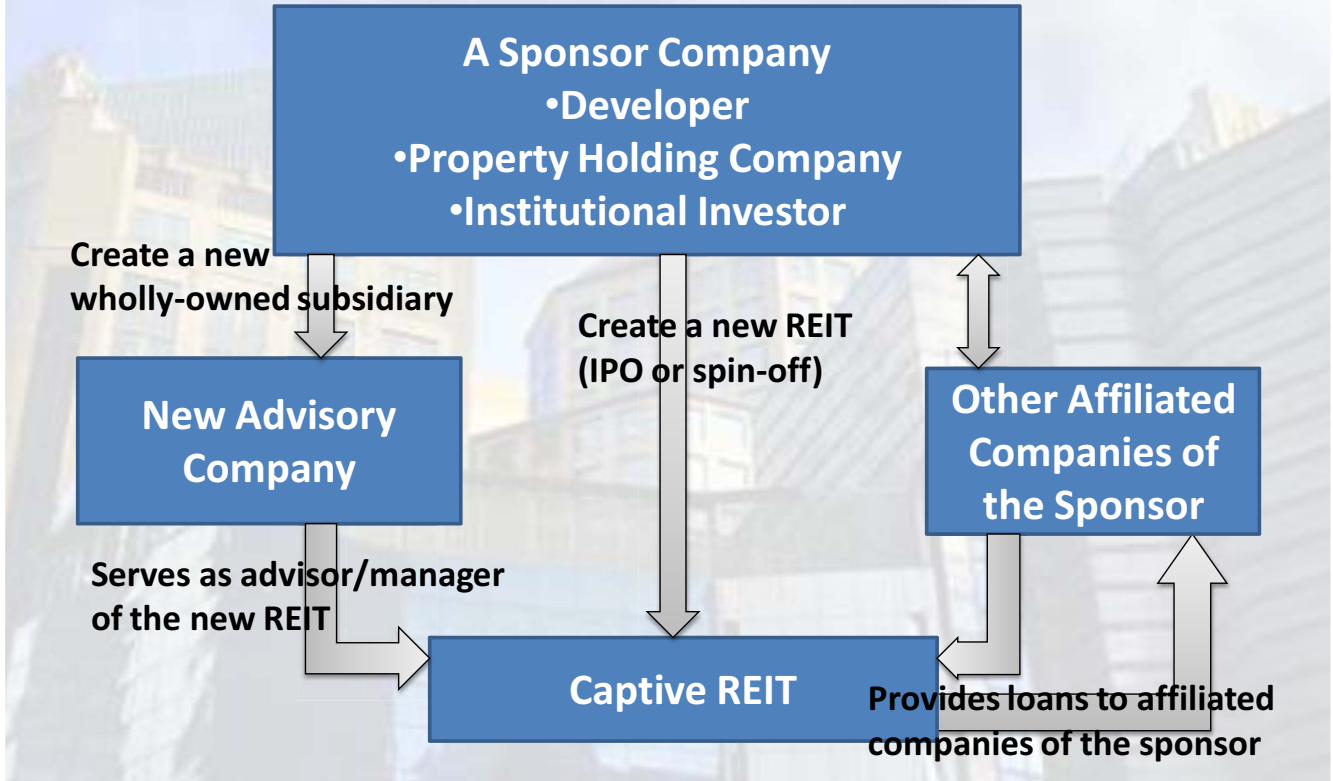 A Sponsor Company
•Developer
•Property Holding Company
•Institutional Investor
Create a new
wholly-owned subsidiary
Create a new REIT
(IPO or spin-off)
New Advisory
Company
Other Affiliated
Companies of
the Sponsor
Serves as advisor/manager
of the new REIT
Captive REIT
Provides loans to affiliated
companies of the sponsor